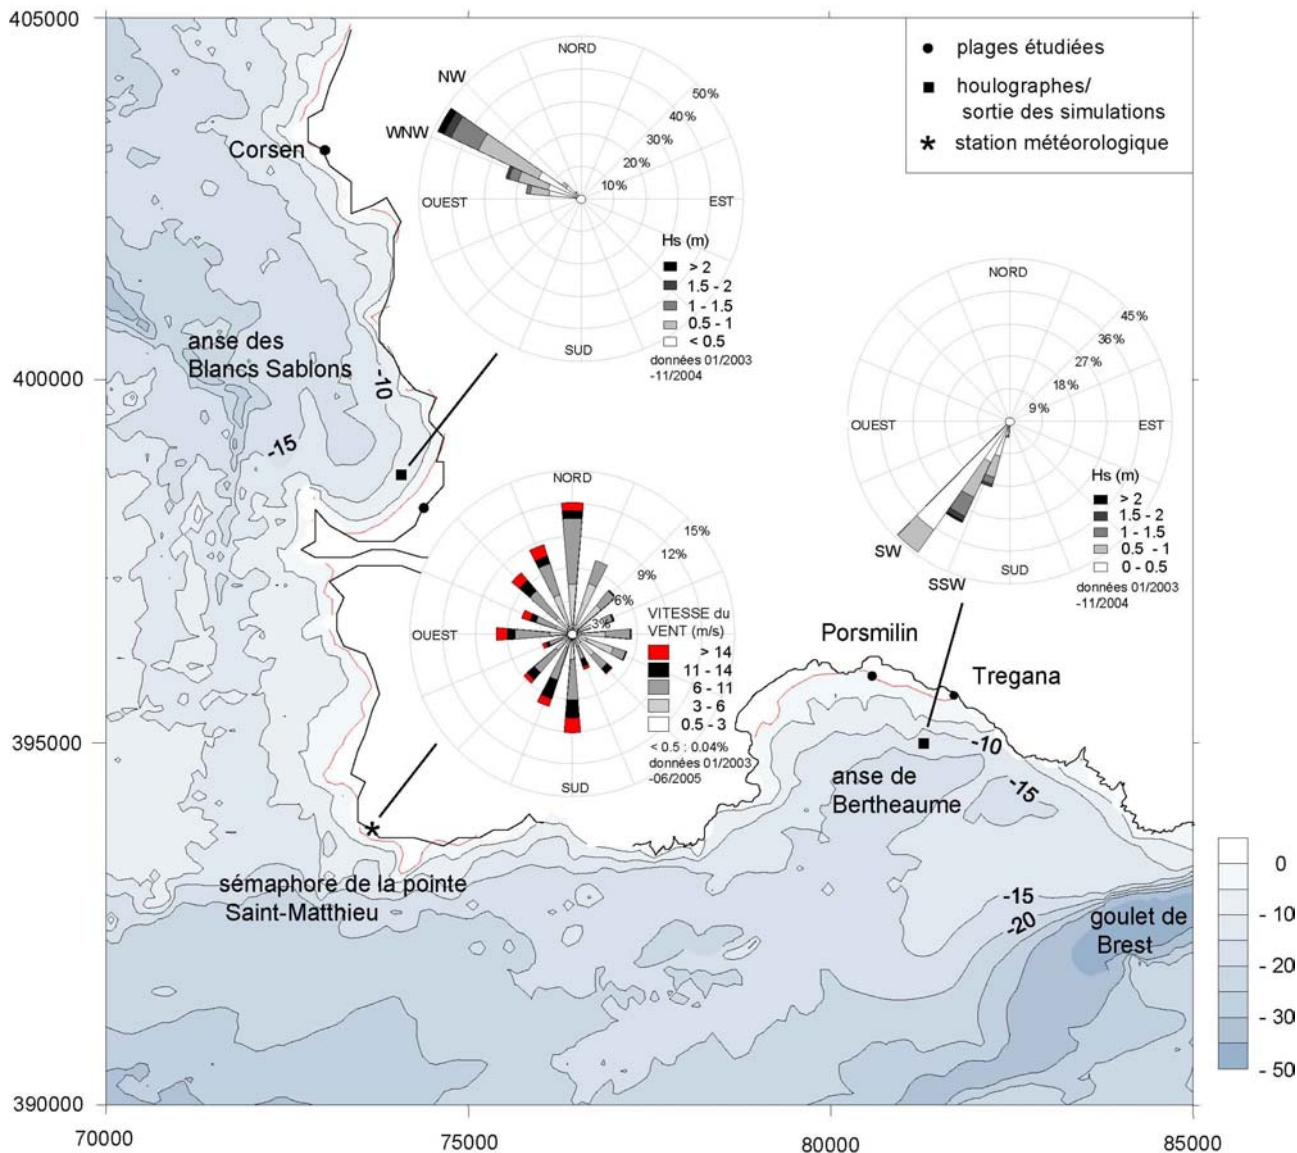 405000
400000
395000
390000
70000
75000
80000
85000
plages étudiées
houlographes/
sortie des simulations
station météorologique
Corsen
anse des
Blancs Sablons
-10
-15
NORD
NW
WNW
OUEST
EST
SUD
50%
40%
30%
20%
10%
Hs (m)
> 2
1.5 - 2
1 - 1.5
0.5 - 1
< 0.5
données 01/2003
-11/2004
NORD
OUEST
EST
SUD
SW
SSW
45%
36%
27%
18%
9%
Hs (m)
> 2
1.5 - 2
1 - 1.5
0.5 - 1
0 - 0.5
données 01/2003
-11/2004
NORD
OUEST
SUD
15%
12%
9%
6%
3%
VITESSE du
VENT (m/s)
> 14
11 - 14
6 - 11
3 - 6
0.5 - 3
< 0.5 : 0.04%
données 01/2003
-06/2005
Porsmilin
Tregana
-10
anse de
Bertheaume
-15
sémaphore de la pointe
Saint-Matthieu
-15
-20
goulet de
Brest
0
- 10
- 20
- 30
- 50